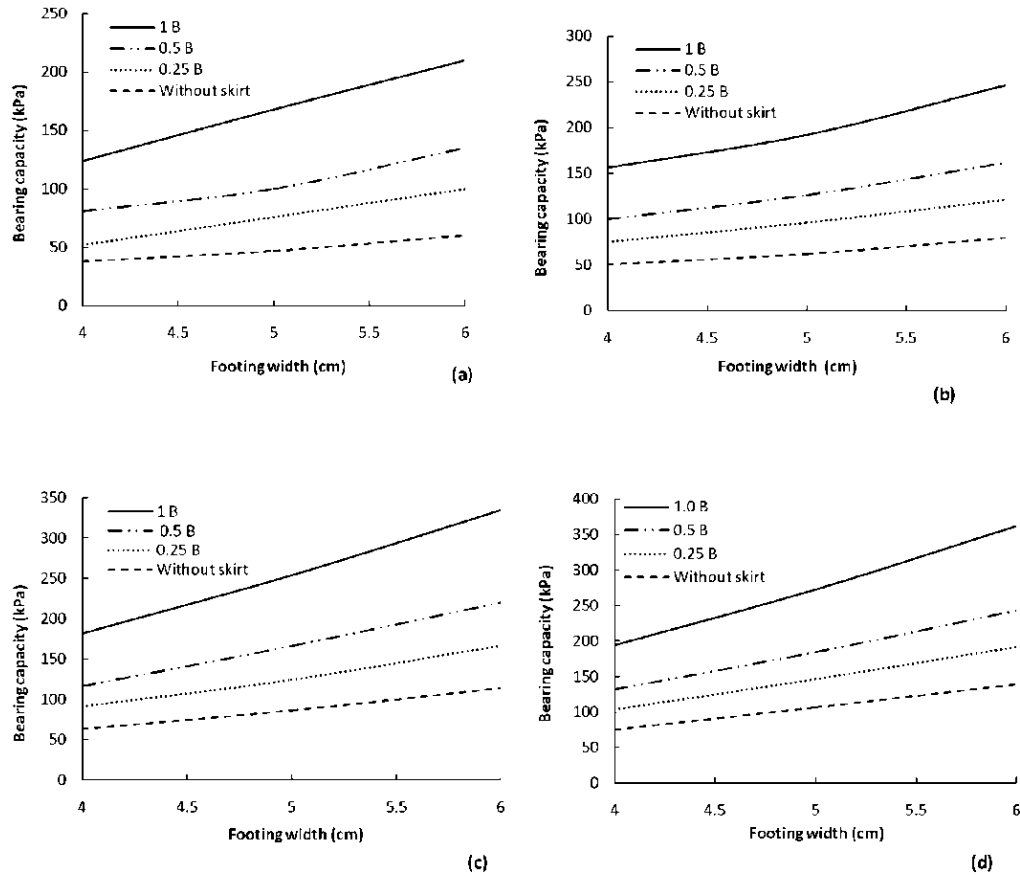 250
200
150
100
50
0
Bearing capacity (kPa)
1 B
0.5 B
0.25 B
Without skirt
4 4.5 5 5.5 6
Footing width (cm)
(a)
300
250
200
150
100
50
0
Bearing capacity (kPa)
1 B
0.5 B
0.25 B
Without skirt
4 4.5 5 5.5 6
Footing width (cm)
(b)
350
300
250
200
150
100
50
0
Bearing capacity (kPa)
1 B
0.5 B
0.25 B
Without skirt
4 4.5 5 5.5 6
Footing width (cm)
(c)
400
350
300
250
200
150
100
50
0
Bearing capacity (kPa)
1.0 B
0.5 B
0.25 B
Without skirt
4 4.5 5 5.5 6
Footing width (cm)
(d)